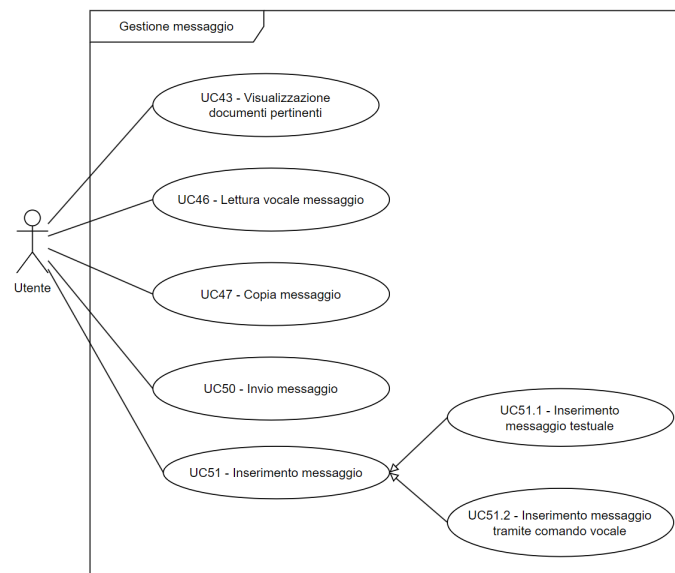 Gestione messaggio
UC43 - Visualizzazione
documenti pertinenti
UC46 - Lettura vocale messaggio
Utente
UC47 - Copia messaggio
UC50 - Invio messaggio
UC51 - Inserimento messaggio
UC51.1 - Inserimento
messaggio testuale
UC51.2 - Inserimento messaggio
tramite comando vocale